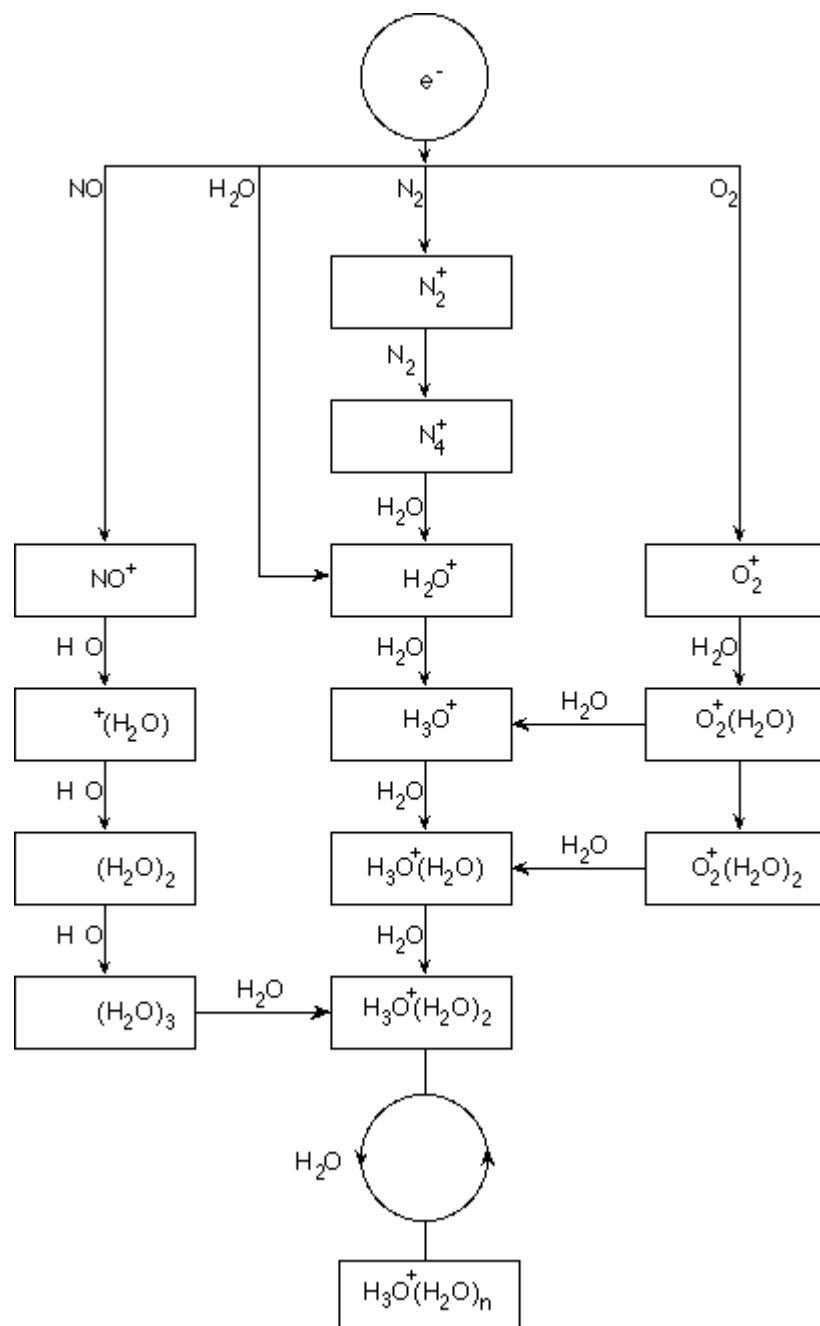 e⁻
NO H₂O N₂ O₂
N₂⁺
N₂
N₄⁺
H₂O
NO⁺ H₂O⁺ O₂⁺
H O H₂O H₂O
⁺(H₂O) H₃O⁺ H₂O O₂⁺(H₂O)
H O H₂O
(H₂O)₂ H₃O⁺(H₂O) H₂O O₂⁺(H₂O)₂
H O H₂O
(H₂O)₃ H₂O H₃O⁺(H₂O)₂
H₂O
H₃O⁺(H₂O)ₙ